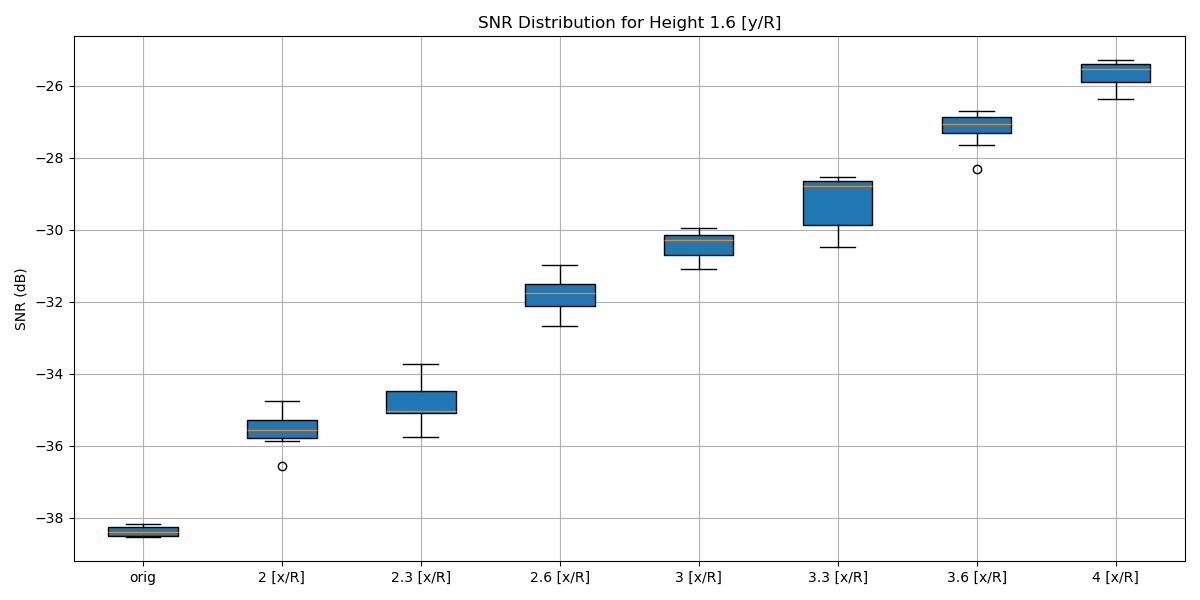 SNR Distribution for Height 1.6 [y/R]
SNR (dB)
−26
−28
−30
−32
−34
−36
−38
orig 2 [x/R] 2.3 [x/R] 2.6 [x/R] 3 [x/R] 3.3 [x/R] 3.6 [x/R] 4 [x/R]